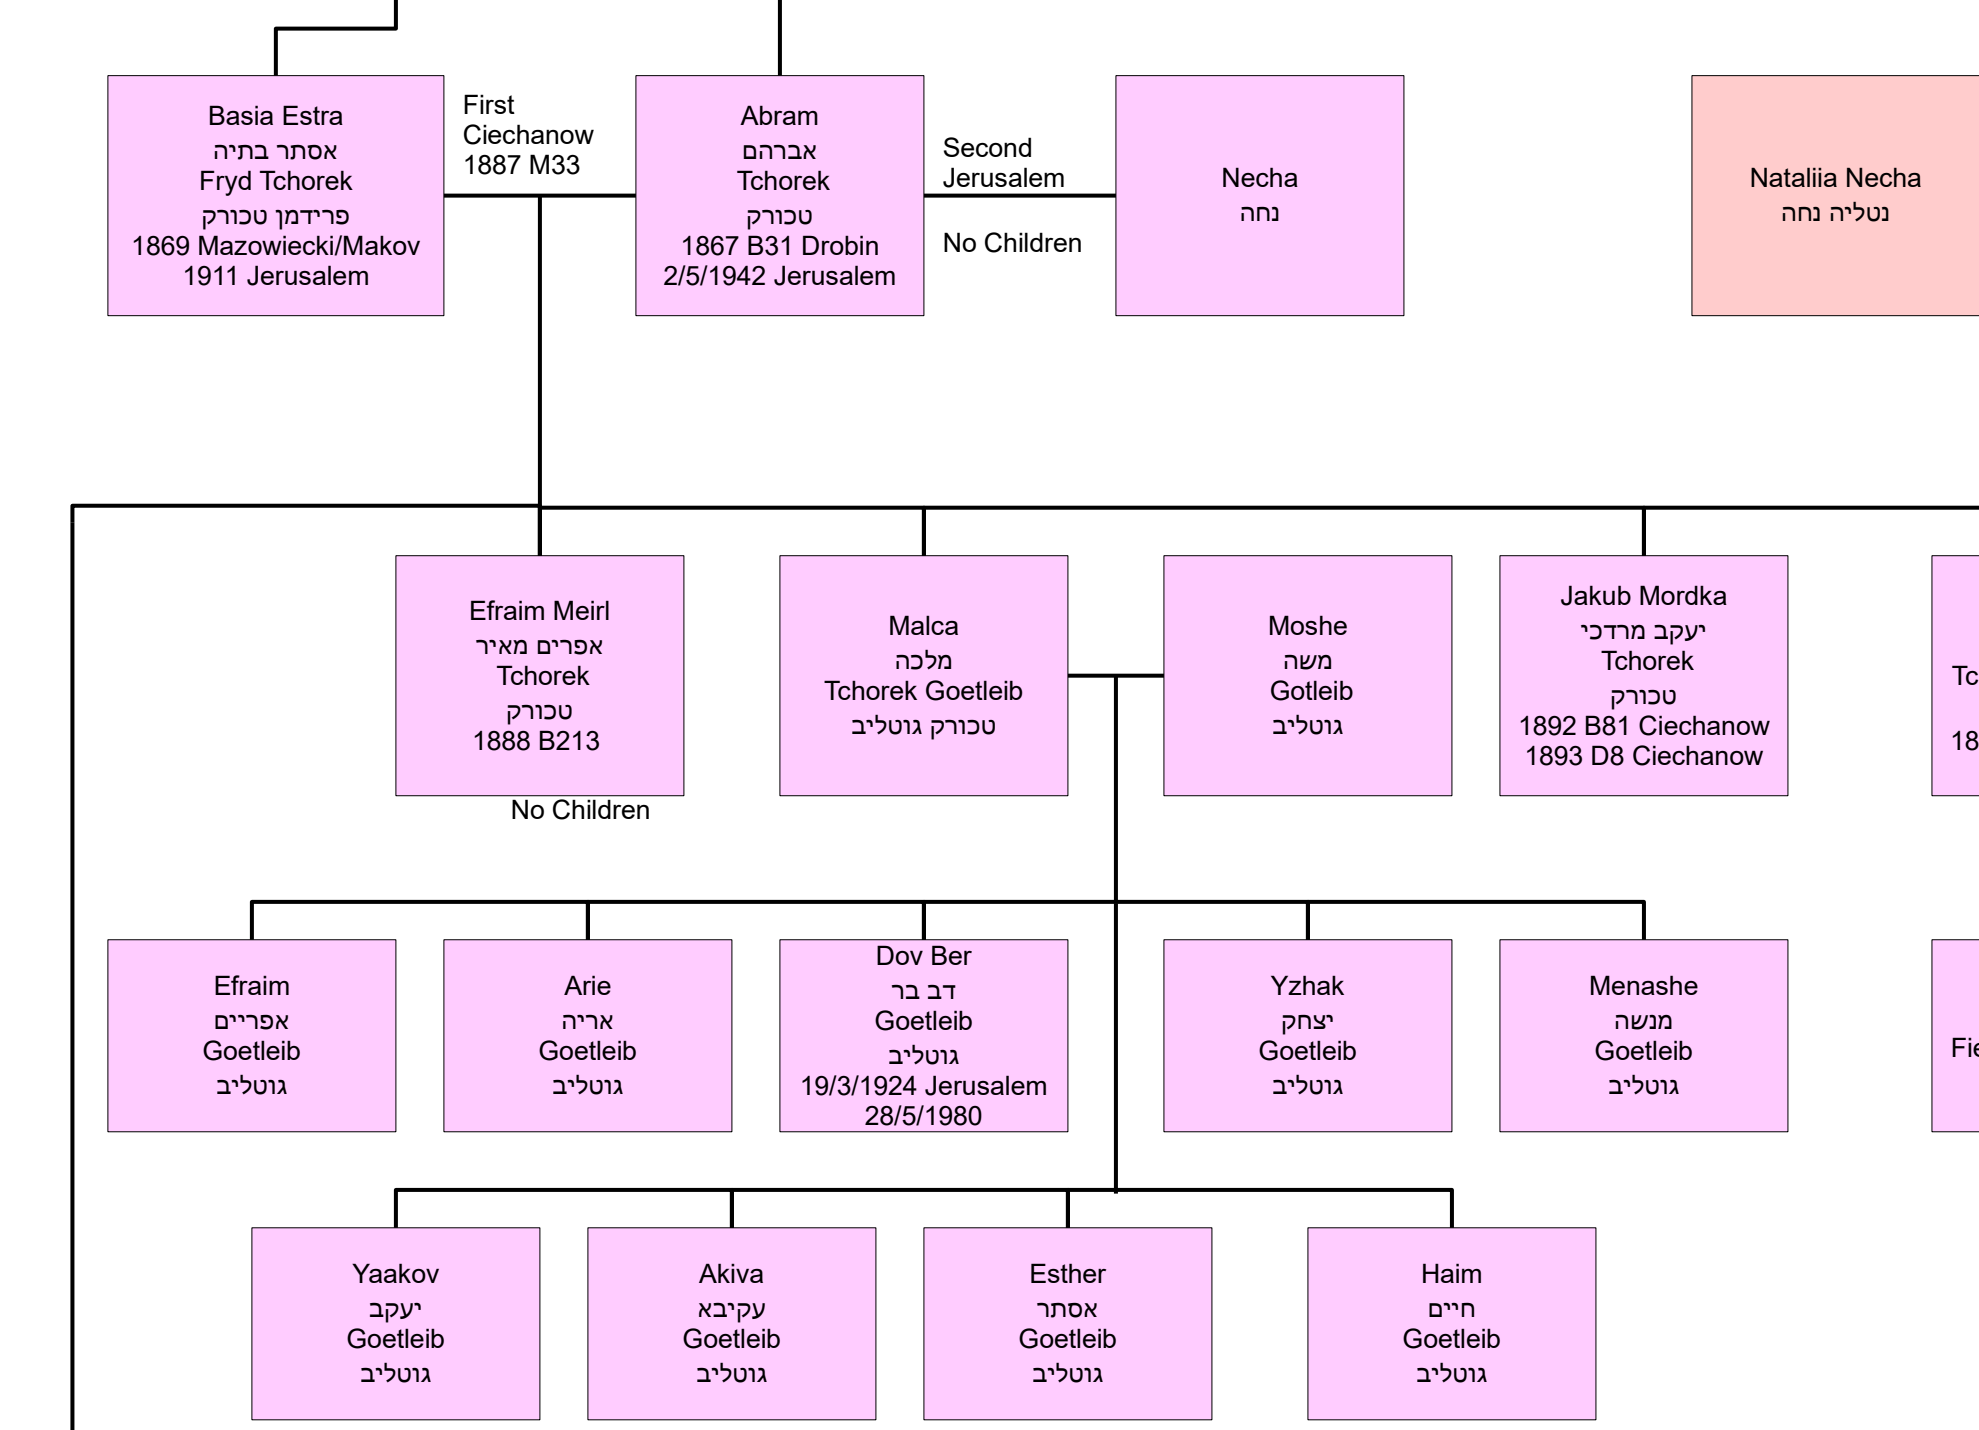 Basia Estra
אסתר בתיה
Fryd Tchorek
פרידמן טכורק
1869 Mazowiecki/Makov
1911 Jerusalem
First
Ciechanow
1887 M33
Abram
אברהם
Tchorek
טכורק
1867 B31 Drobin
2/5/1942 Jerusalem
Second
Jerusalem
No Children
Necha
נחה
Nataliia Necha
נטליה נחה
Efraim Meirl
אפרים מאיר
Tchorek
טכורק
1888 B213
No Children
Malca
מלכה
Tchorek Goetleib
טכורק גוטליב
Moshe
משה
Gotleib
גוטליב
Jakub Mordka
יעקב מרדכי
Tchorek
טכורק
1892 B81 Ciechanow
1893 D8 Ciechanow
Tc
18
Efraim
אפריים
Goetleib
גוטליב
Arie
אריה
Goetleib
גוטליב
Dov Ber
דב בר
Goetleib
גוטליב
19/3/1924 Jerusalem
28/5/1980
Yzhak
יצחק
Goetleib
גוטליב
Menashe
מנשה
Goetleib
גוטליב
Fie
Yaakov
יעקב
Goetleib
גוטליב
Akiva
עקיבא
Goetleib
גוטליב
Esther
אסתר
Goetleib
גוטליב
Haim
חיים
Goetleib
גוטליב